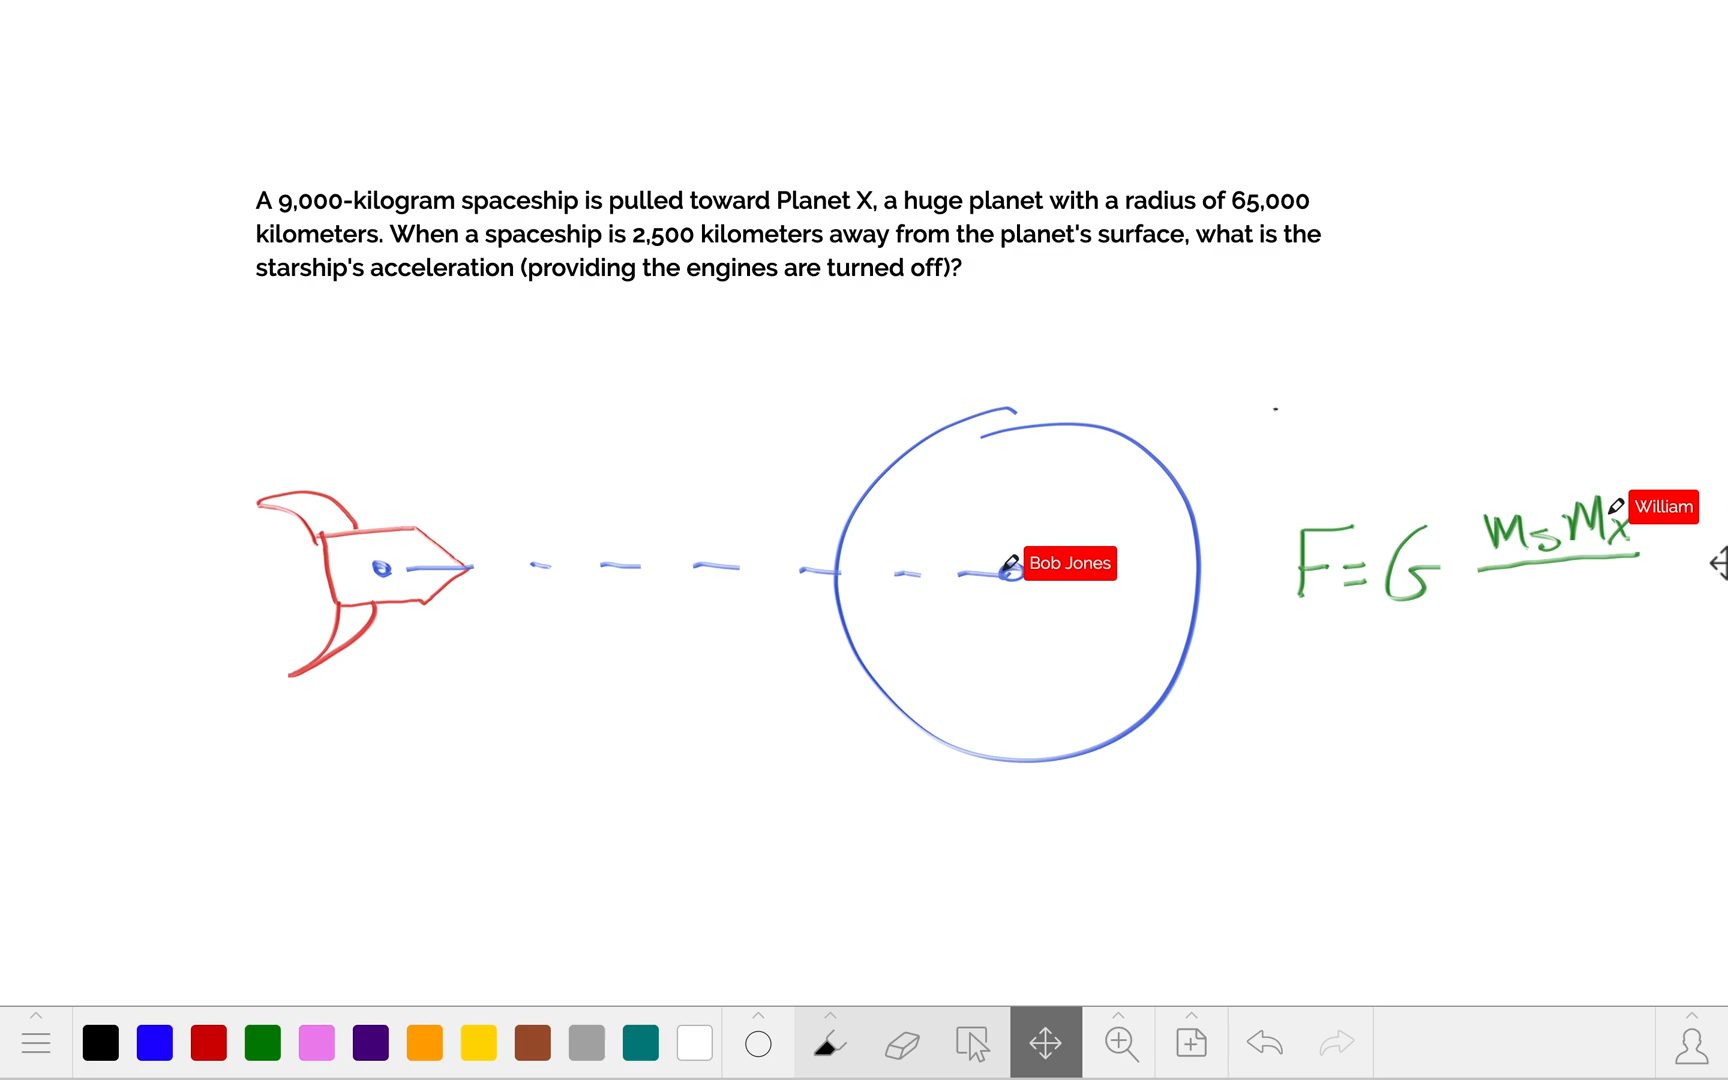 A 9,000-kilogram spaceship is pulled toward Planet X, a huge planet with a radius of 65,000
kilometers. When a spaceship is 2,500 kilometers away from the planet's surface, what is the
starship's acceleration (providing the engines are turned off)?
William
F = G msmx
Bob Jones